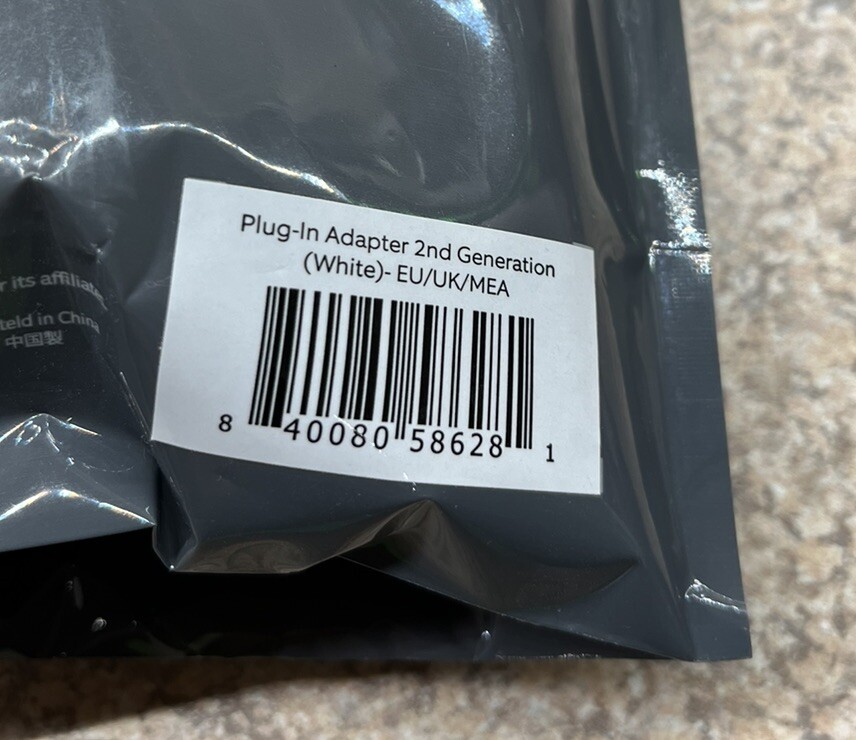 Plug-In Adapter 2nd Generation
(White)- EU/UK/MEA
8 40080 58628 1
r its affiliate
teld in China
中国製